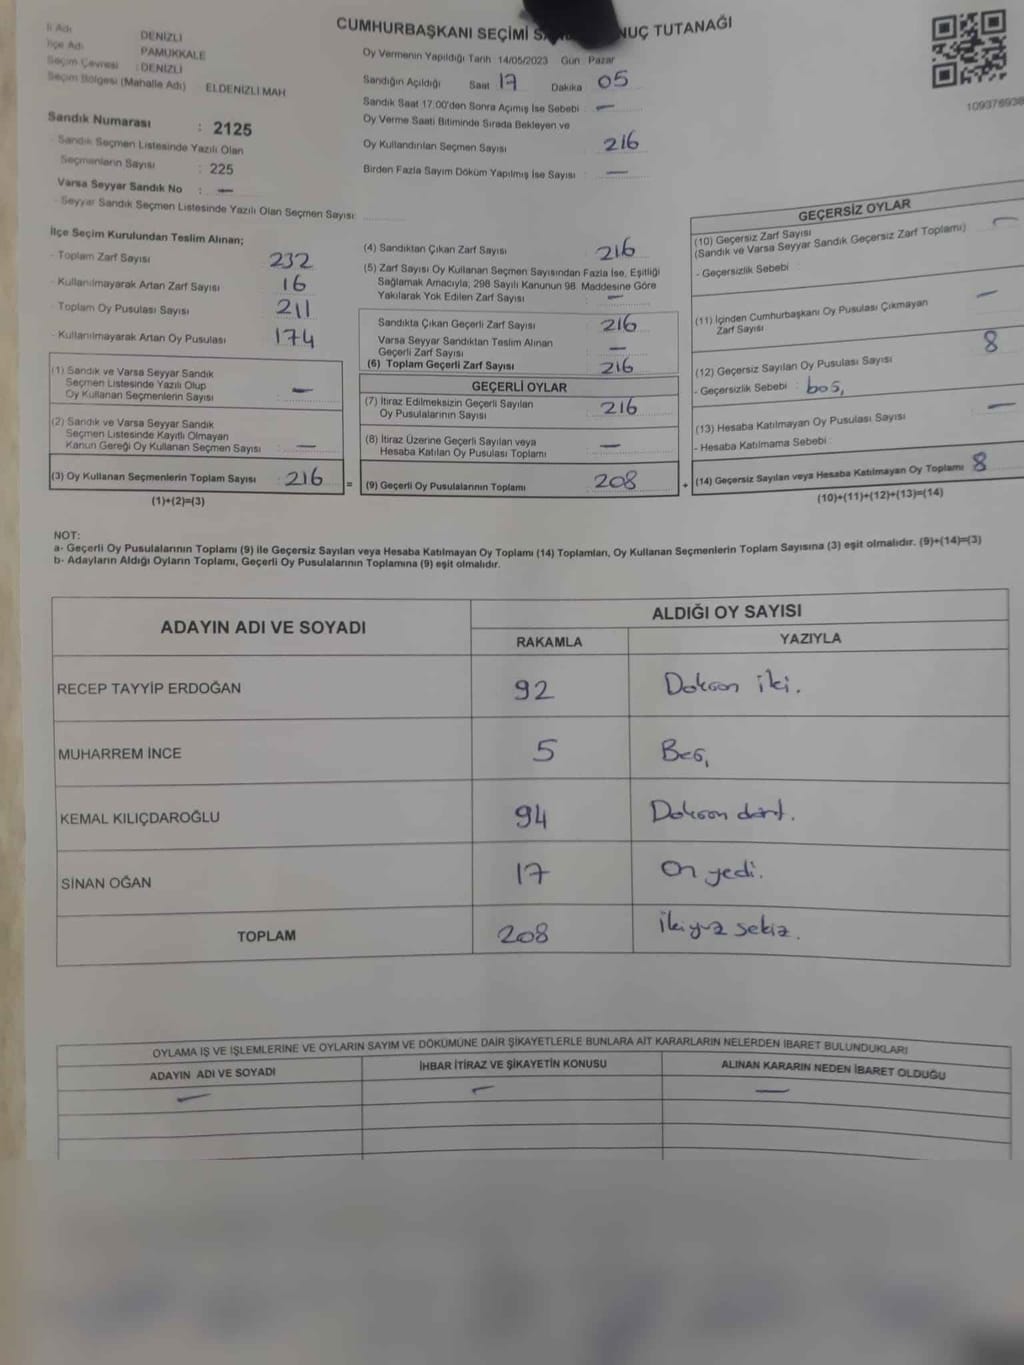 CUMHURBAŞKANI SEÇİMİ NUÇ TUTANAĞI
İl Adı DENİZLİ
İlçe Adı PAMUKKALE
Seçim Çevresi : DENİZLİ
Seçim Bölgesi (Mahalle Adı) ELDENİZLİ MAH
Sandık Numarası : 2125
- Sandık Seçmen Listesinde Yazılı Olan
Seçmenlerin Sayısı : 225
Varsa Seyyar Sandık No : —
- Seyyar Sandık Seçmen Listesinde Yazılı Olan Seçmen Sayısı:
Oy Vermenin Yapıldığı Tarih 14/05/2023 Gün : Pazar
Sandığın Açıldığı Saat 17 Dakika 05
Sandık Saat 17.00'den Sonra Açılmış İse Sebebi : —
Oy Verme Saati Bitiminde Sırada Bekleyen ve
Oy Kullandırılan Seçmen Sayısı 216
Birden Fazla Sayım Döküm Yapılmış İse Sayısı : —
İlçe Seçim Kurulundan Teslim Alınan;
- Toplam Zarf Sayısı 232
- Kullanılmayarak Artan Zarf Sayısı 16
- Toplam Oy Pusulası Sayısı 211
- Kullanılmayarak Artan Oy Pusulası 174
(1) Sandık ve Varsa Seyyar Sandık
Seçmen Listesinde Yazılı Olup
Oy Kullanan Seçmenlerin Sayısı : —
(2) Sandık ve Varsa Seyyar Sandık
Seçmen Listesinde Kayıtlı Olmayan
Kanun Gereği Oy Kullanan Seçmen Sayısı : —
(3) Oy Kullanan Seçmenlerin Toplam Sayısı : 216 =
(1)+(2)=(3)
(4) Sandıktan Çıkan Zarf Sayısı 216
(5) Zarf Sayısı Oy Kullanan Seçmen Sayısından Fazla İse, Eşitliği
Sağlamak Amacıyla; 298 Sayılı Kanunun 98. Maddesine Göre
Yakılarak Yok Edilen Zarf Sayısı : —
Sandıkta Çıkan Geçerli Zarf Sayısı : 216
Varsa Seyyar Sandıktan Teslim Alınan
Geçerli Zarf Sayısı : —
(6) Toplam Geçerli Zarf Sayısı : 216
GEÇERLİ OYLAR
(7) İtiraz Edilmeksizin Geçerli Sayılan
Oy Pusulalarının Sayısı : 216
(8) İtiraz Üzerine Geçerli Sayılan veya
Hesaba Katılan Oy Pusulası Toplamı : —
(9) Geçerli Oy Pusulalarının Toplamı : 208 +
GEÇERSİZ OYLAR
(10) Geçersiz Zarf Sayısı
(Sandık ve Varsa Seyyar Sandık Geçersiz Zarf Toplamı) : —
- Geçersizlik Sebebi :
(11) İçinden Cumhurbaşkanı Oy Pusulası Çıkmayan
Zarf Sayısı —
(12) Geçersiz Sayılan Oy Pusulası Sayısı 8
- Geçersizlik Sebebi : boş
(13) Hesaba Katılmayan Oy Pusulası Sayısı —
- Hesaba Katılmama Sebebi :
(14) Geçersiz Sayılan veya Hesaba Katılmayan Oy Toplamı 8
(10)+(11)+(12)+(13)=(14)
NOT:
a- Geçerli Oy Pusulalarının Toplamı (9) ile Geçersiz Sayılan veya Hesaba Katılmayan Oy Toplamı (14) Toplamları, Oy Kullanan Seçmenlerin Toplam Sayısına (3) eşit olmalıdır. (9)+(14)=(3)
b- Adayların Aldığı Oyların Toplamı, Geçerli Oy Pusulalarının Toplamına (9) eşit olmalıdır.
ADAYIN ADI VE SOYADI ALDIĞI OY SAYISI
RAKAMLA YAZIYLA
RECEP TAYYİP ERDOĞAN 92 Doksan iki.
MUHARREM İNCE 5 Beş
KEMAL KILIÇDAROĞLU 94 Doksan dört.
SİNAN OĞAN 17 On yedi.
TOPLAM 208 İkiyüz sekiz.
OYLAMA İŞ VE İŞLEMLERİNE VE OYLARIN SAYIM VE DÖKÜMÜNE DAİR ŞİKAYETLERLE BUNLARA AİT KARARLARIN NELERDEN İBARET BULUNDUKLARI
ADAYIN ADI VE SOYADI İHBAR İTİRAZ VE ŞİKAYETİN KONUSU ALINAN KARARIN NEDEN İBARET OLDUĞU
— — —